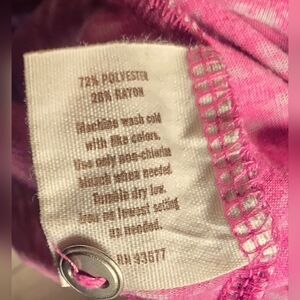 72% POLYESTER
28% RAYON
Machine wash cold
with like colors.
Use only non-chlorine
bleach when needed.
Tumble dry low.
Iron on lowest setting
as needed.
RN 43577